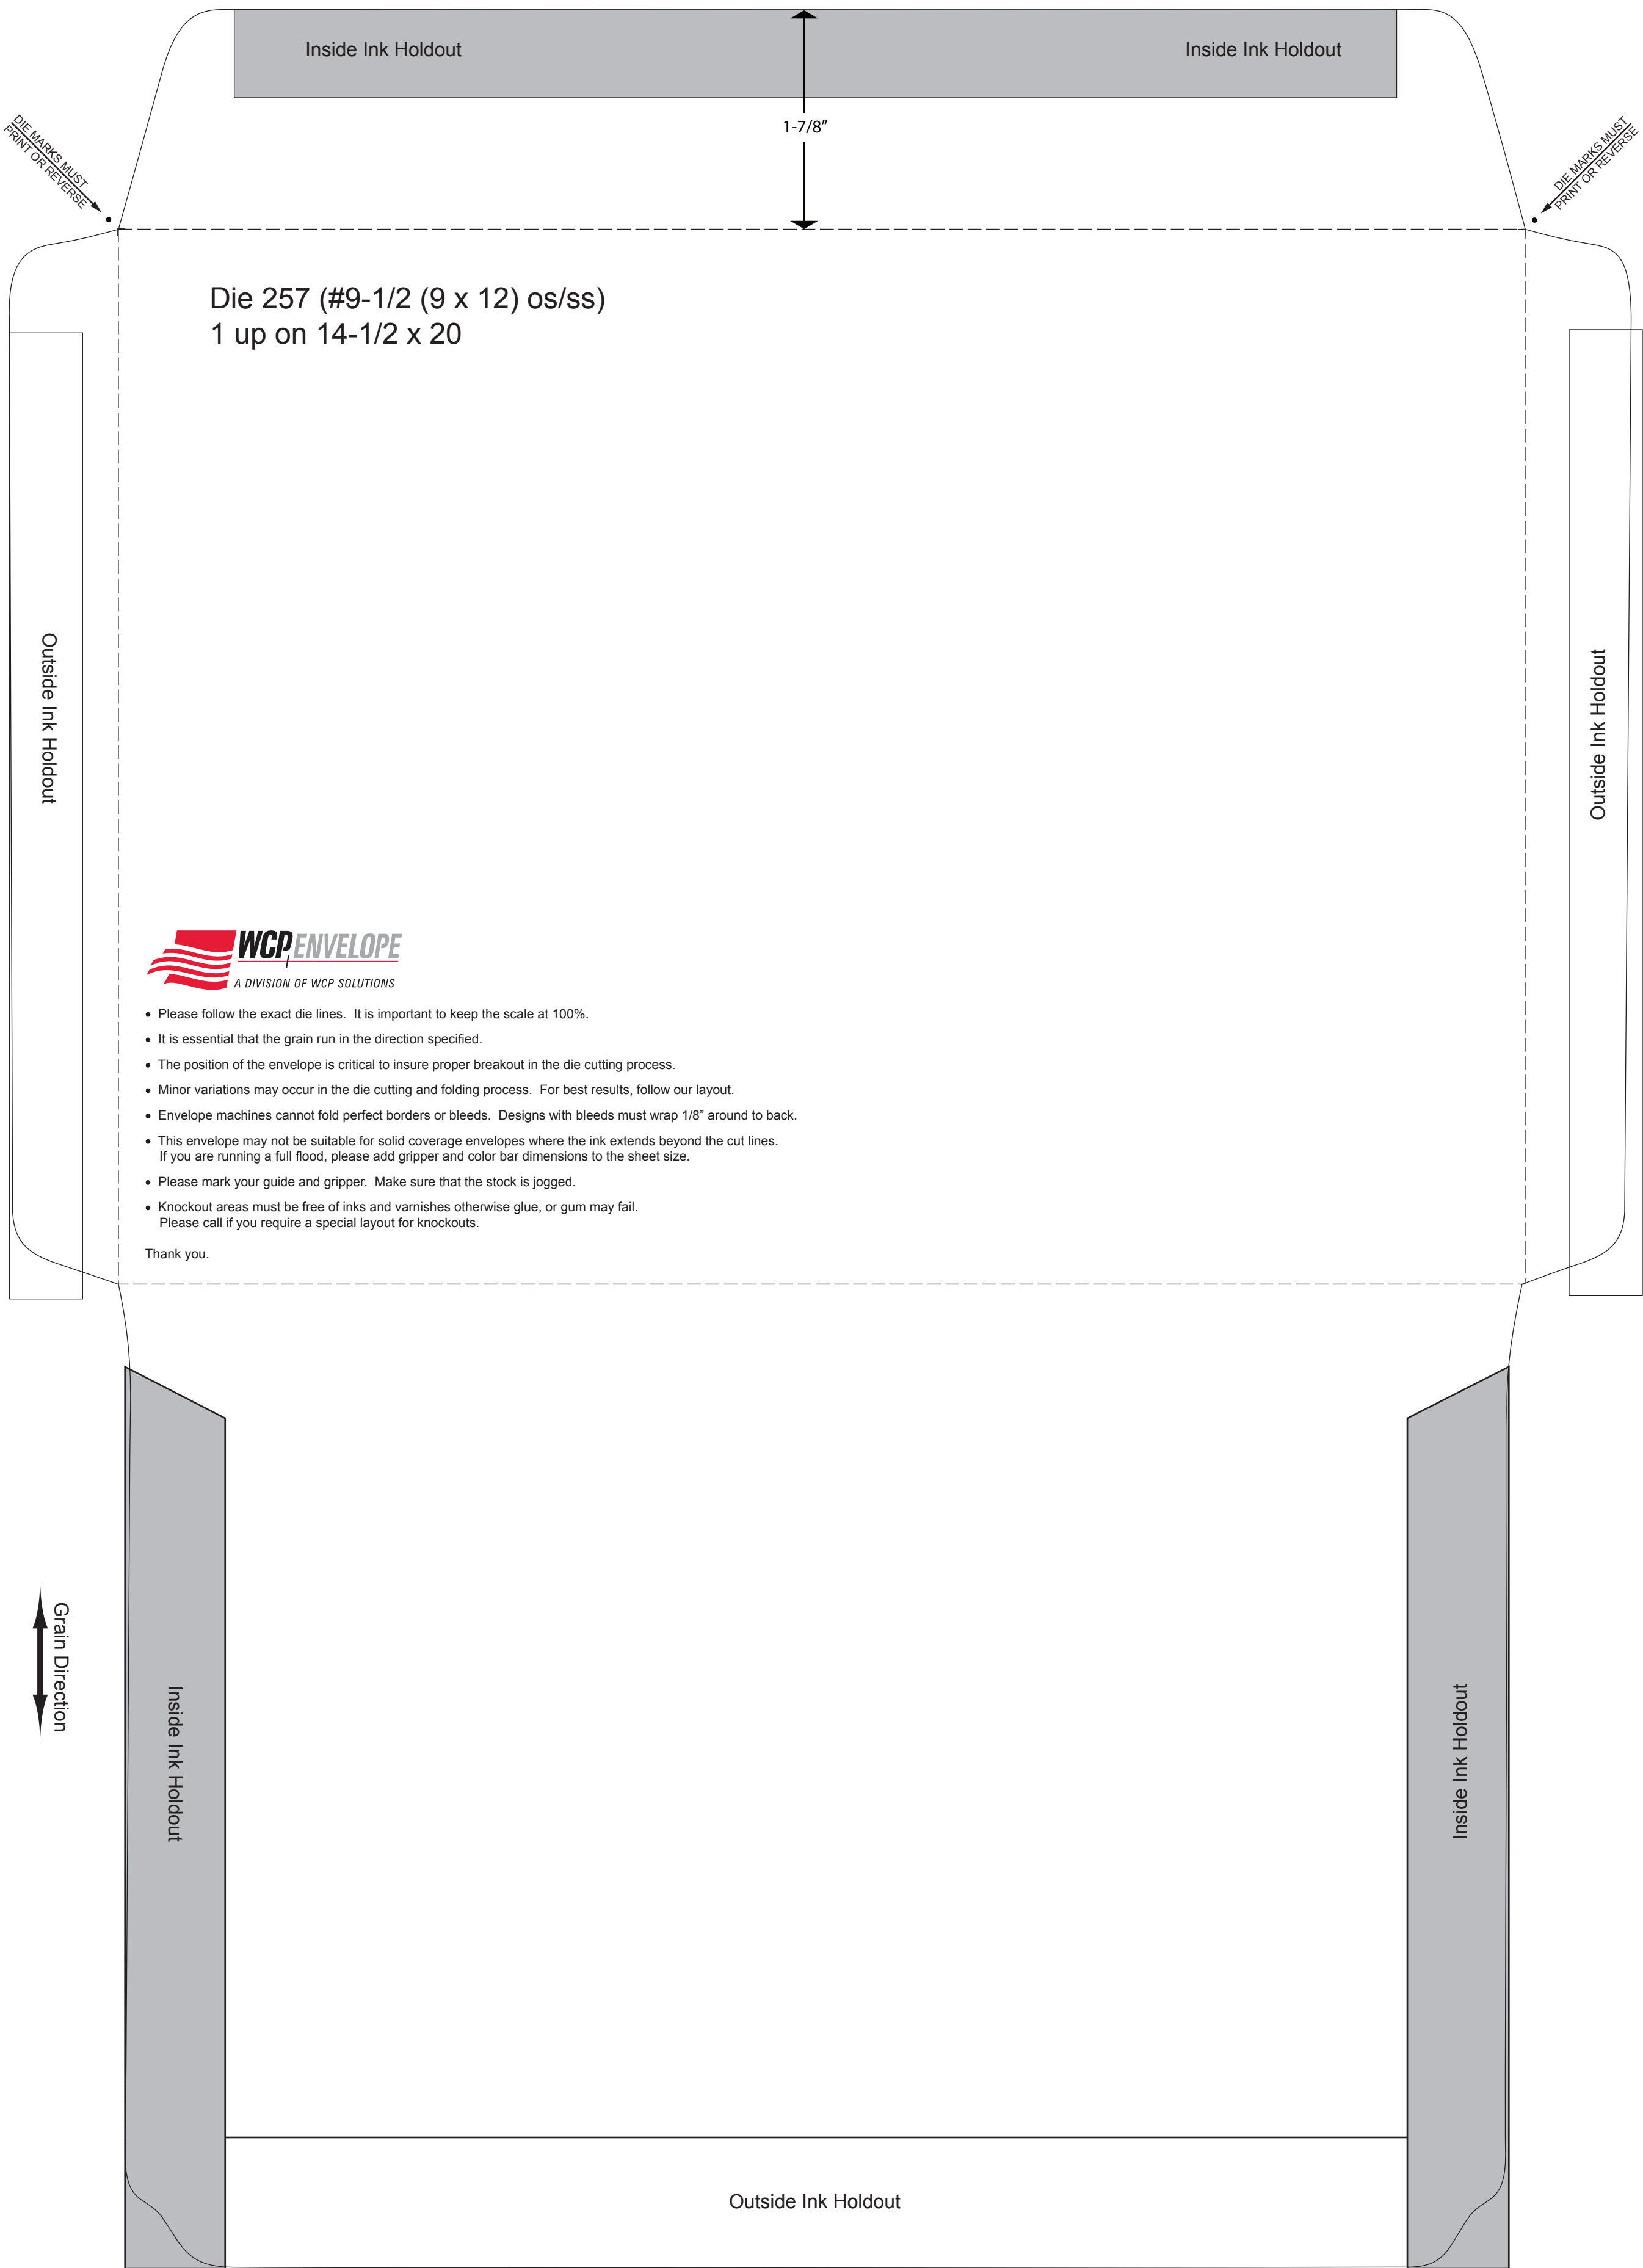 Inside Ink Holdout
Inside Ink Holdout
1-7/8"
DIE MARKS MUST
PRINT OR REVERSE
DIE MARKS MUST
PRINT OR REVERSE
Die 257 (#9-1/2 (9 x 12) os/ss)
1 up on 14-1/2 x 20
Outside Ink Holdout
Outside Ink Holdout
WCP ENVELOPE
A DIVISION OF WCP SOLUTIONS
• Please follow the exact die lines. It is important to keep the scale at 100%.
• It is essential that the grain run in the direction specified.
• The position of the envelope is critical to insure proper breakout in the die cutting process.
• Minor variations may occur in the die cutting and folding process. For best results, follow our layout.
• Envelope machines cannot fold perfect borders or bleeds. Designs with bleeds must wrap 1/8” around to back.
• This envelope may not be suitable for solid coverage envelopes where the ink extends beyond the cut lines.
If you are running a full flood, please add gripper and color bar dimensions to the sheet size.
• Please mark your guide and gripper. Make sure that the stock is jogged.
• Knockout areas must be free of inks and varnishes otherwise glue, or gum may fail.
Please call if you require a special layout for knockouts.
Thank you.
Grain Direction
Inside Ink Holdout
Inside Ink Holdout
Outside Ink Holdout